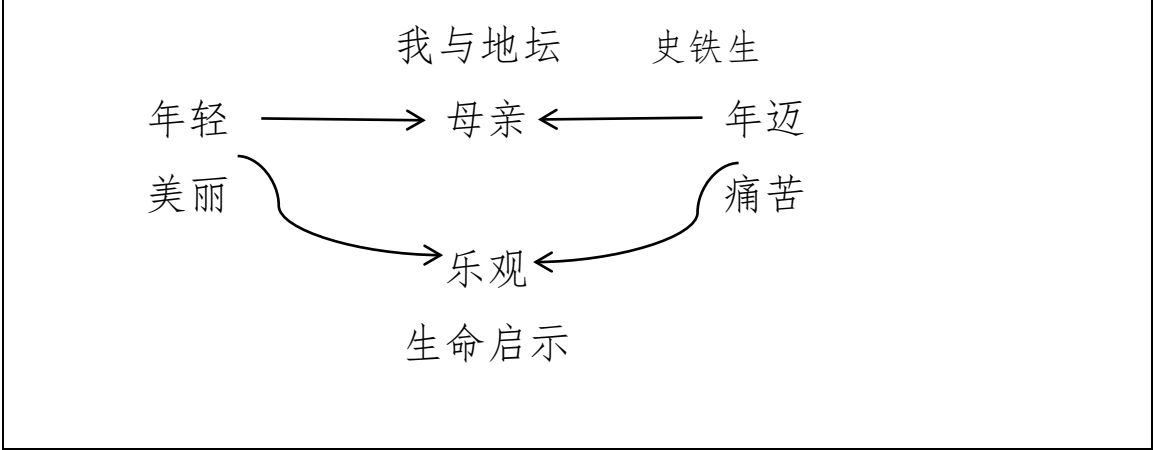 我与地坛 史铁生
年轻 母亲 年迈
美丽 痛苦
乐观
生命启示